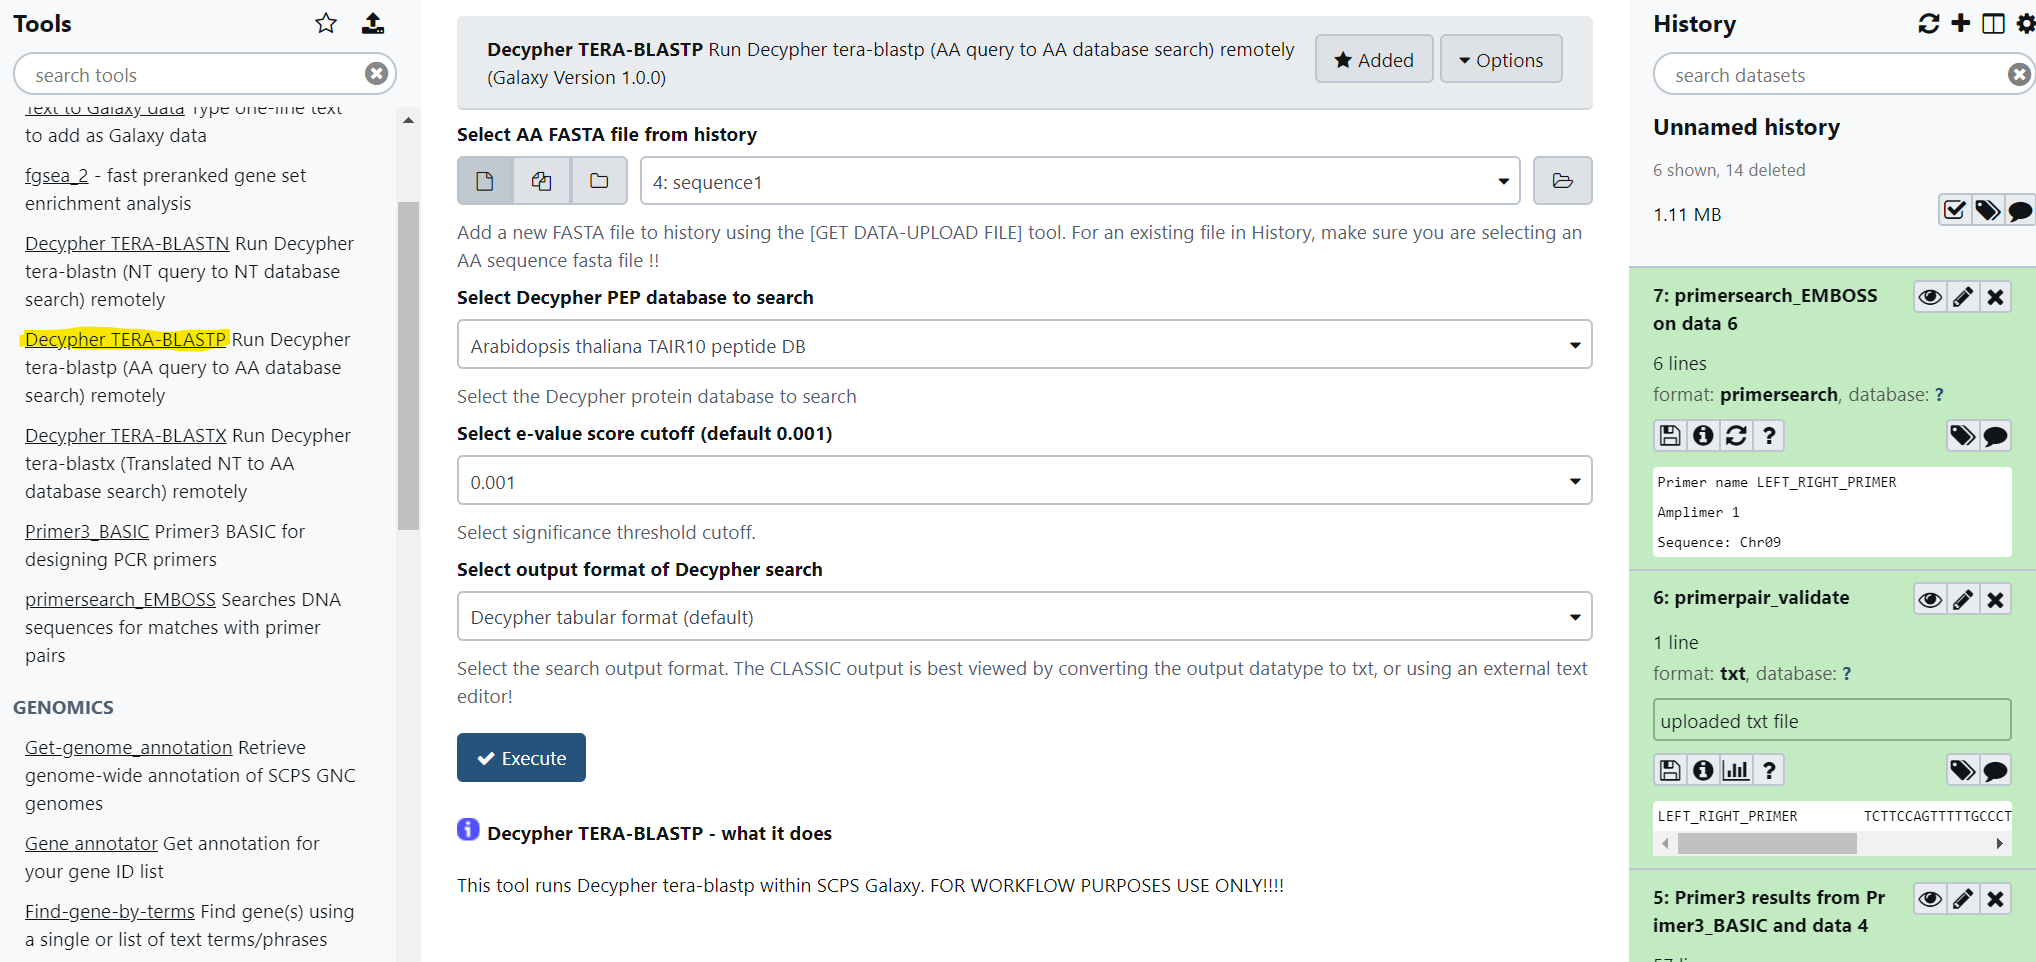 Tools
search tools
Text to Galaxy data Type one-line text
to add as Galaxy data
fgsea_2 - fast preranked gene set
enrichment analysis
Decypher TERA-BLASTN Run Decypher
tera-blastn (NT query to NT database
search) remotely
Decypher TERA-BLASTP Run Decypher
tera-blastp (AA query to AA database
search) remotely
Decypher TERA-BLASTX Run Decypher
tera-blastx (Translated NT to AA
database search) remotely
Primer3_BASIC Primer3 BASIC for
designing PCR primers
primersearch_EMBOSS Searches DNA
sequences for matches with primer
pairs
GENOMICS
Get-genome_annotation Retrieve
genome-wide annotation of SCPS GNC
genomes
Gene annotator Get annotation for
your gene ID list
Find-gene-by-terms Find gene(s) using
a single or list of text terms/phrases
Decypher TERA-BLASTP Run Decypher tera-blastp (AA query to AA database search) remotely
(Galaxy Version 1.0.0)
Added
Options
Select AA FASTA file from history
4: sequence1
Add a new FASTA file to history using the [GET DATA-UPLOAD FILE] tool. For an existing file in History, make sure you are selecting an
AA sequence fasta file !!
Select Decypher PEP database to search
Arabidopsis thaliana TAIR10 peptide DB
Select the Decypher protein database to search
Select e-value score cutoff (default 0.001)
0.001
Select significance threshold cutoff.
Select output format of Decypher search
Decypher tabular format (default)
Select the search output format. The CLASSIC output is best viewed by converting the output datatype to txt, or using an external text
editor!
Execute
Decypher TERA-BLASTP - what it does
This tool runs Decypher tera-blastp within SCPS Galaxy. FOR WORKFLOW PURPOSES USE ONLY!!!!
History
search datasets
Unnamed history
6 shown, 14 deleted
1.11 MB
7: primersearch_EMBOSS
on data 6
6 lines
format: primersearch, database: ?
Primer name LEFT_RIGHT_PRIMER
Amplimer 1
Sequence: Chr09
6: primerpair_validate
1 line
format: txt, database: ?
uploaded txt file
LEFT_RIGHT_PRIMER TCTTCCAGTTTTTGCCCT
5: Primer3 results from Pr
imer3_BASIC and data 4